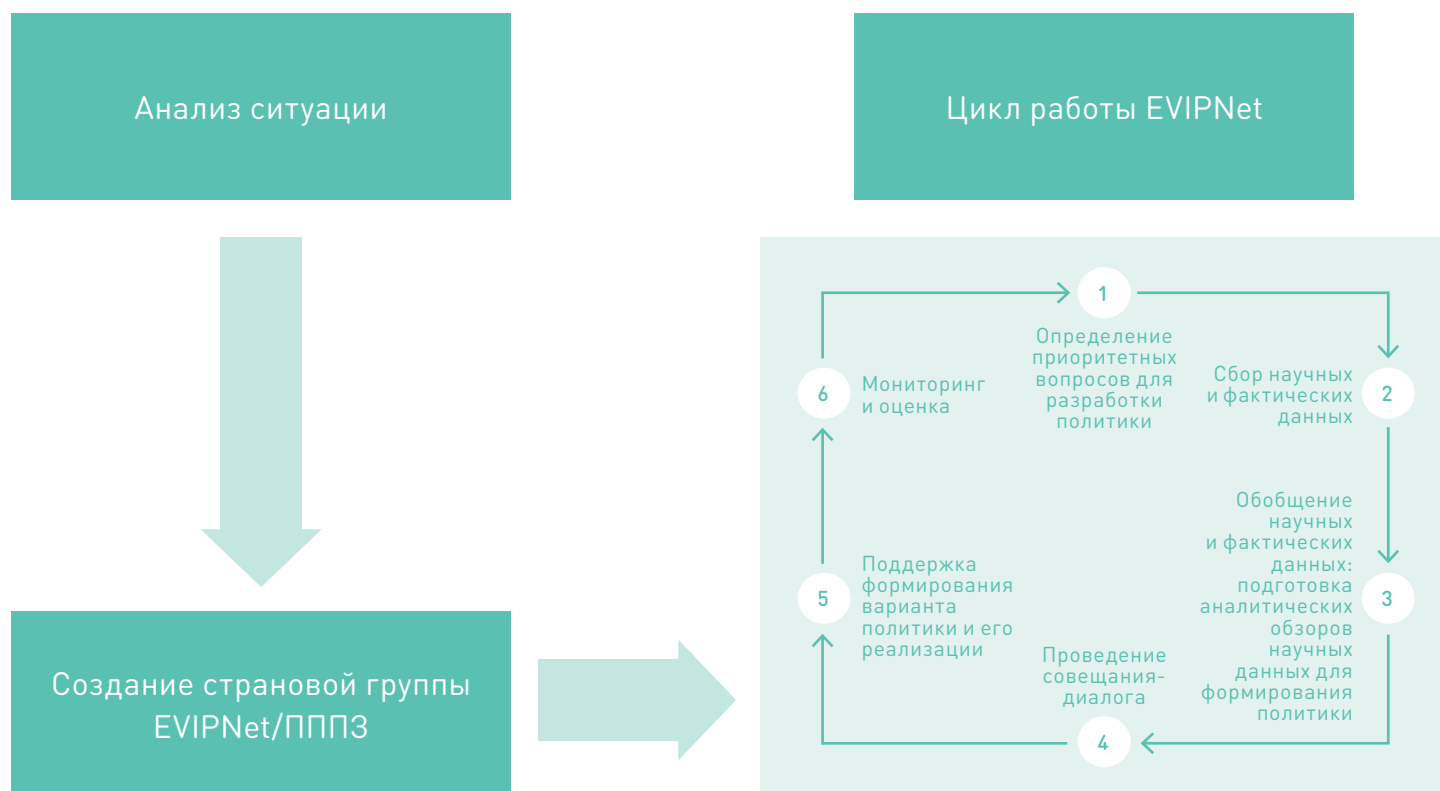 Анализ ситуации
Создание страновой группы
EVIPNet/ППППЗ
Цикл работы EVIPNet
1
Определение
приоритетных
вопросов для
разработки
политики
2
Сбор научных
и фактических
данных
3
Обобщение
научных
и фактических
данных:
подготовка
аналитических
обзоров
научных
данных для
формирования
политики
4
Проведение
совещания-
диалога
5
Поддержка
формирования
варианта
политики и его
реализации
6
Мониторинг
и оценка